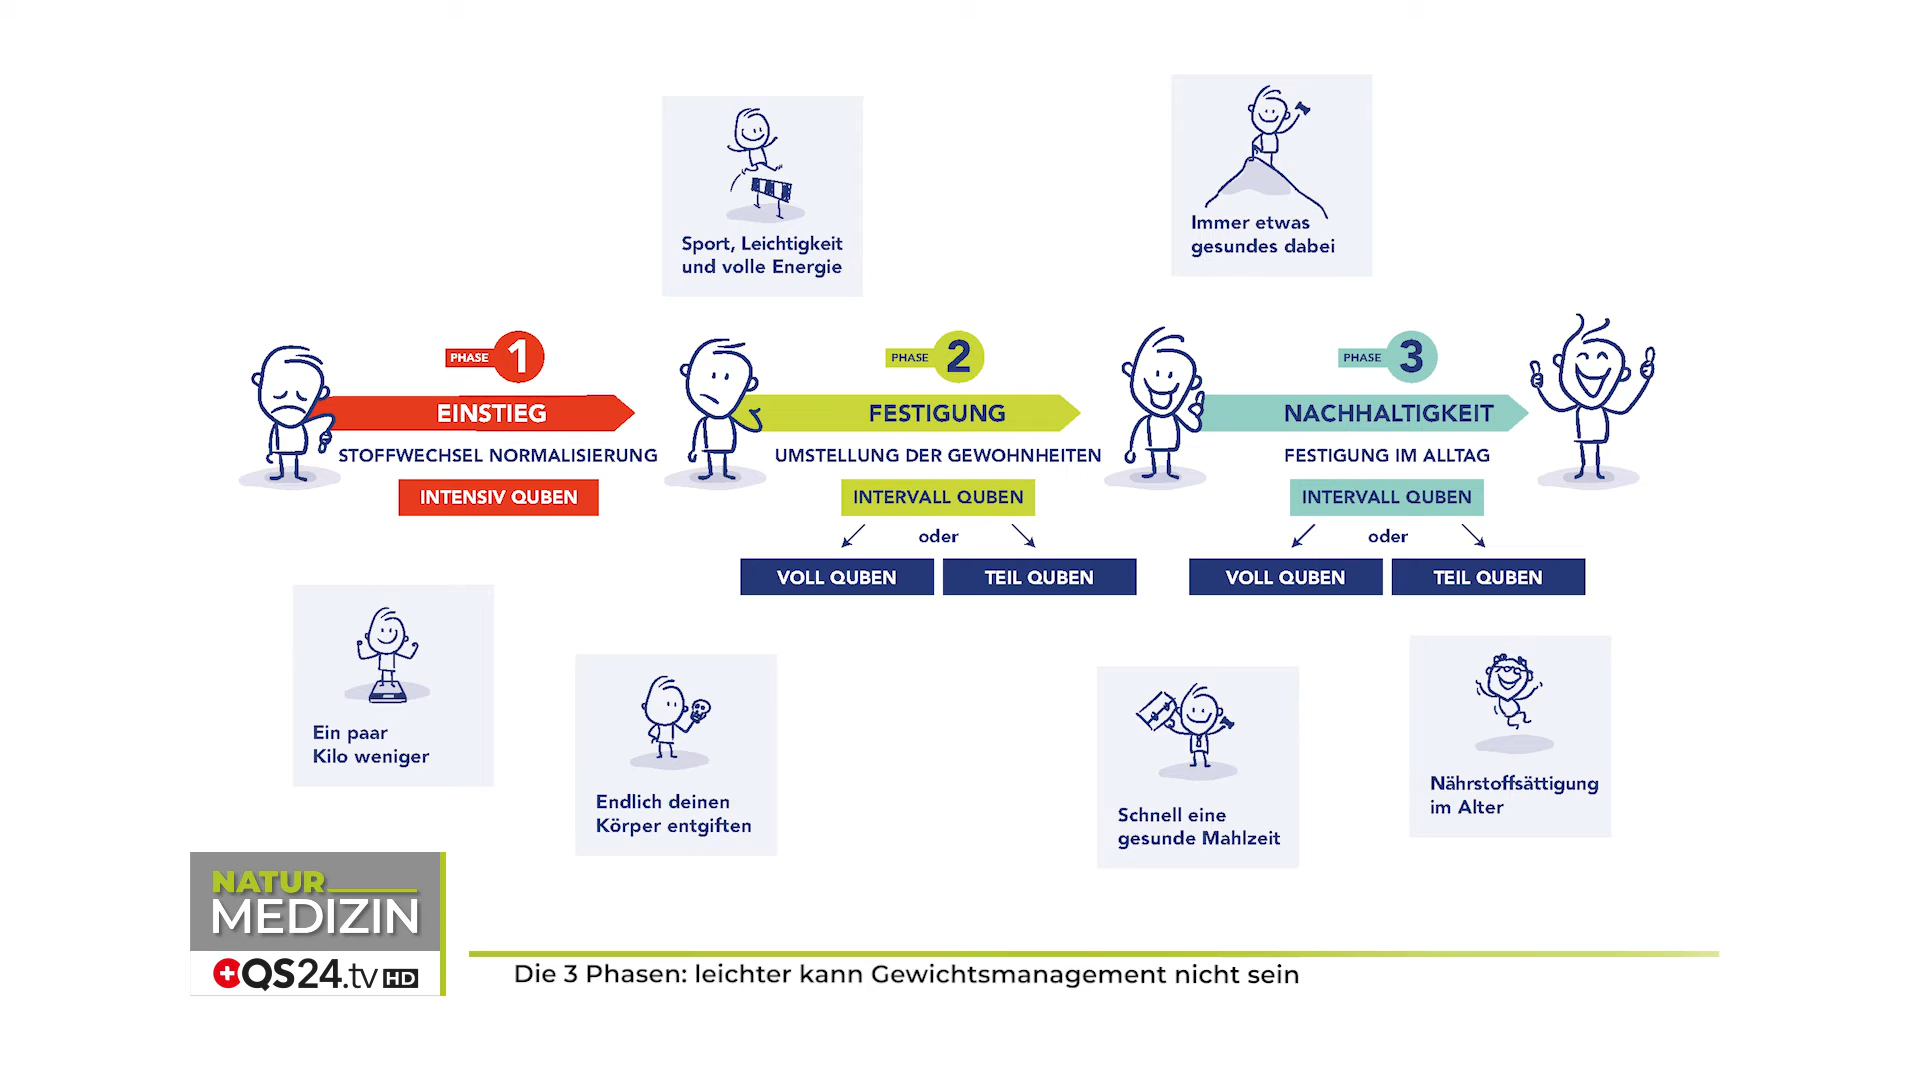 Sport, Leichtigkeit
und volle Energie
Immer etwas
gesundes dabei
PHASE 1
EINSTIEG
STOFFWECHSEL NORMALISIERUNG
INTENSIV QUBEN
PHASE 2
FESTIGUNG
UMSTELLUNG DER GEWOHNHEITEN
INTERVALL QUBEN
oder
VOLL QUBEN
TEIL QUBEN
PHASE 3
NACHHALTIGKEIT
FESTIGUNG IM ALLTAG
INTERVALL QUBEN
oder
VOLL QUBEN
TEIL QUBEN
Ein paar
Kilo weniger
Endlich deinen
Körper entgiften
Schnell eine
gesunde Mahlzeit
Nährstoffsättigung
im Alter
NATUR
MEDIZIN
QS24.tv HD
Die 3 Phasen: leichter kann Gewichtsmanagement nicht sein